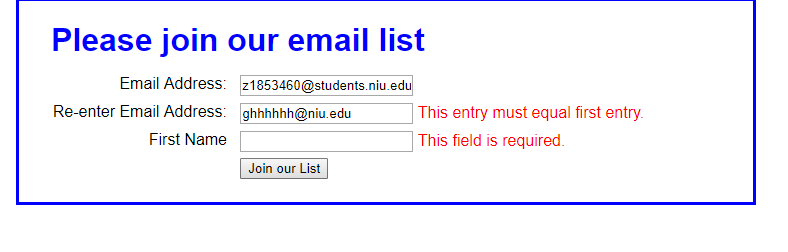 Please join our email list
Email Address: z1853460@students.niu.edu
Re-enter Email Address: ghhhhhh@niu.edu This entry must equal first entry.
First Name This field is required.
Join our List